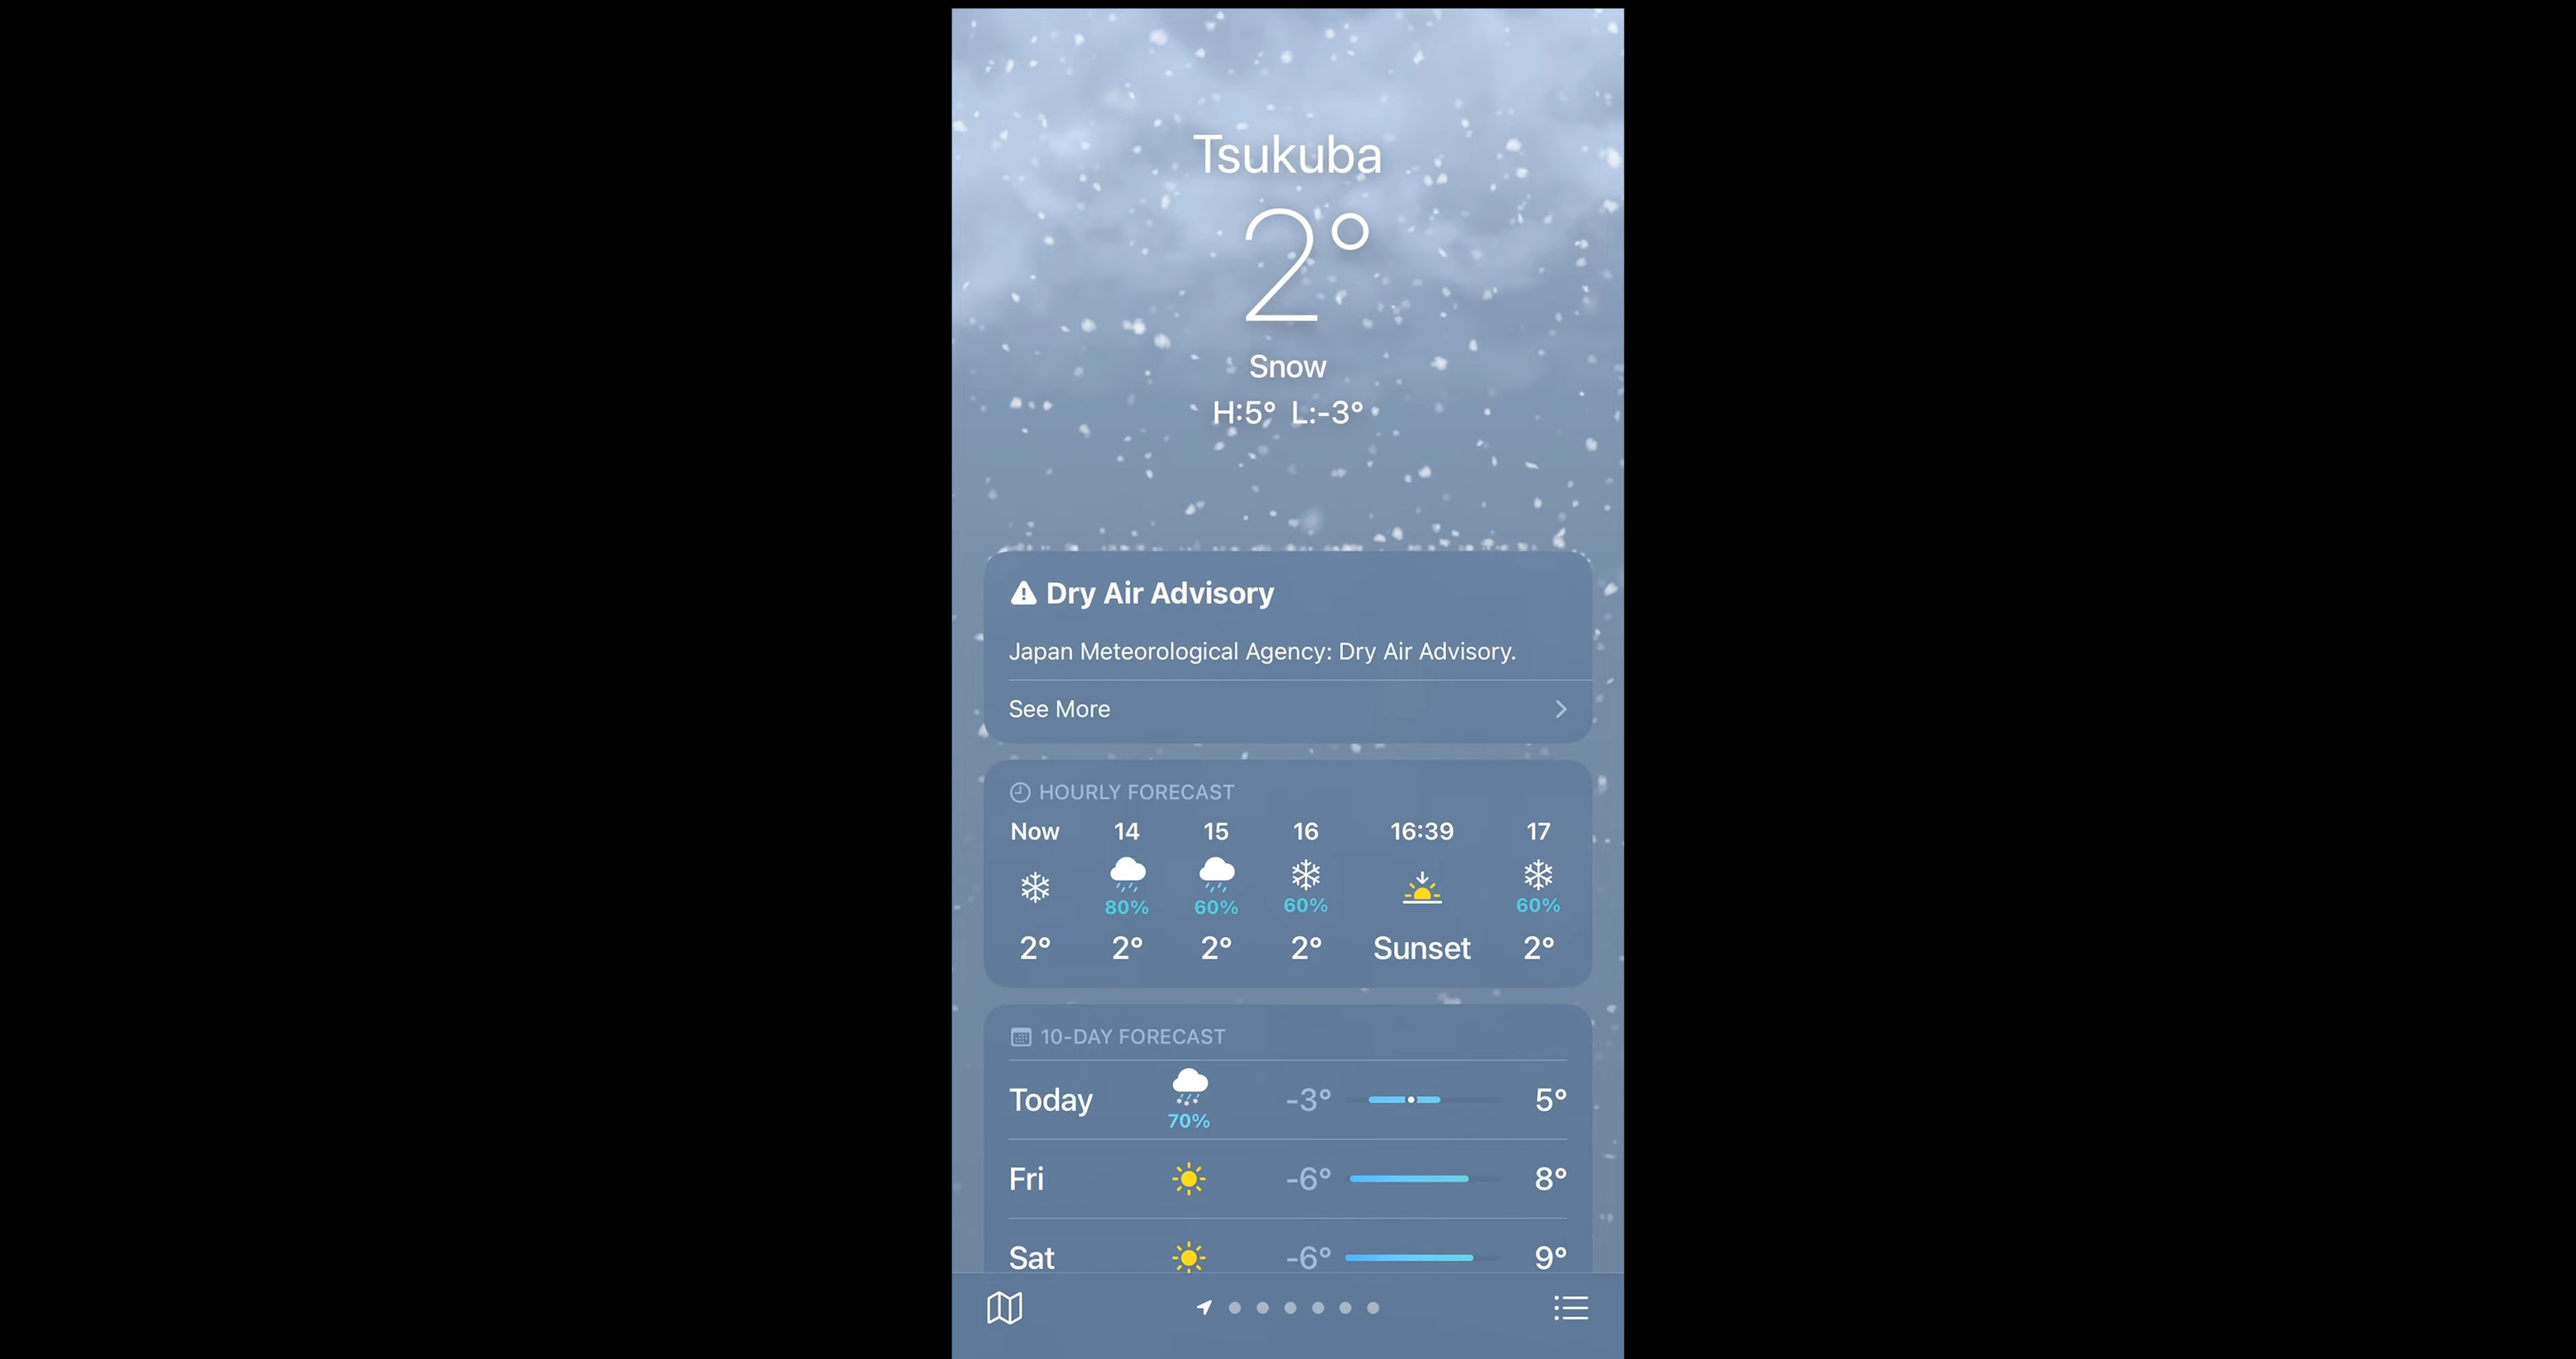 Tsukuba
2°
Snow
H:5° L:-3°
Dry Air Advisory
Japan Meteorological Agency: Dry Air Advisory.
See More
HOURLY FORECAST
Now 14 15 16 16:39 17
80% 60% 60% 60%
2° 2° 2° 2° Sunset 2°
10-DAY FORECAST
Today -3° 5°
70%
Fri -6° 8°
Sat -6° 9°